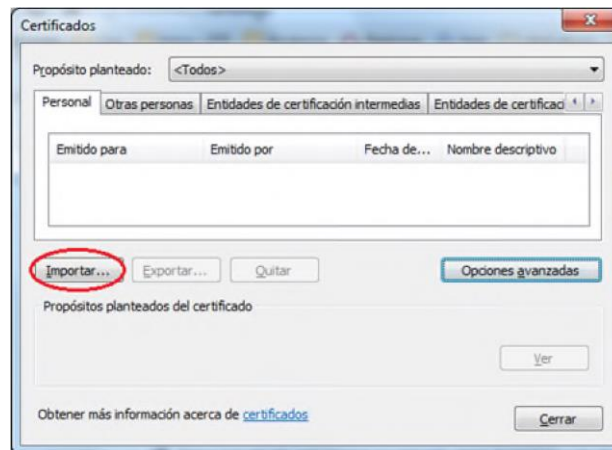 Certificados
Propósito planteado: <Todos>
Personal Otras personas Entidades de certificación intermedias Entidades de certificac
Emitido para Emitido por Fecha de... Nombre descriptivo
Importar... Exportar... Quitar Opciones avanzadas
Propósitos planteados del certificado
Ver
Obtener más información acerca de certificados
Cerrar